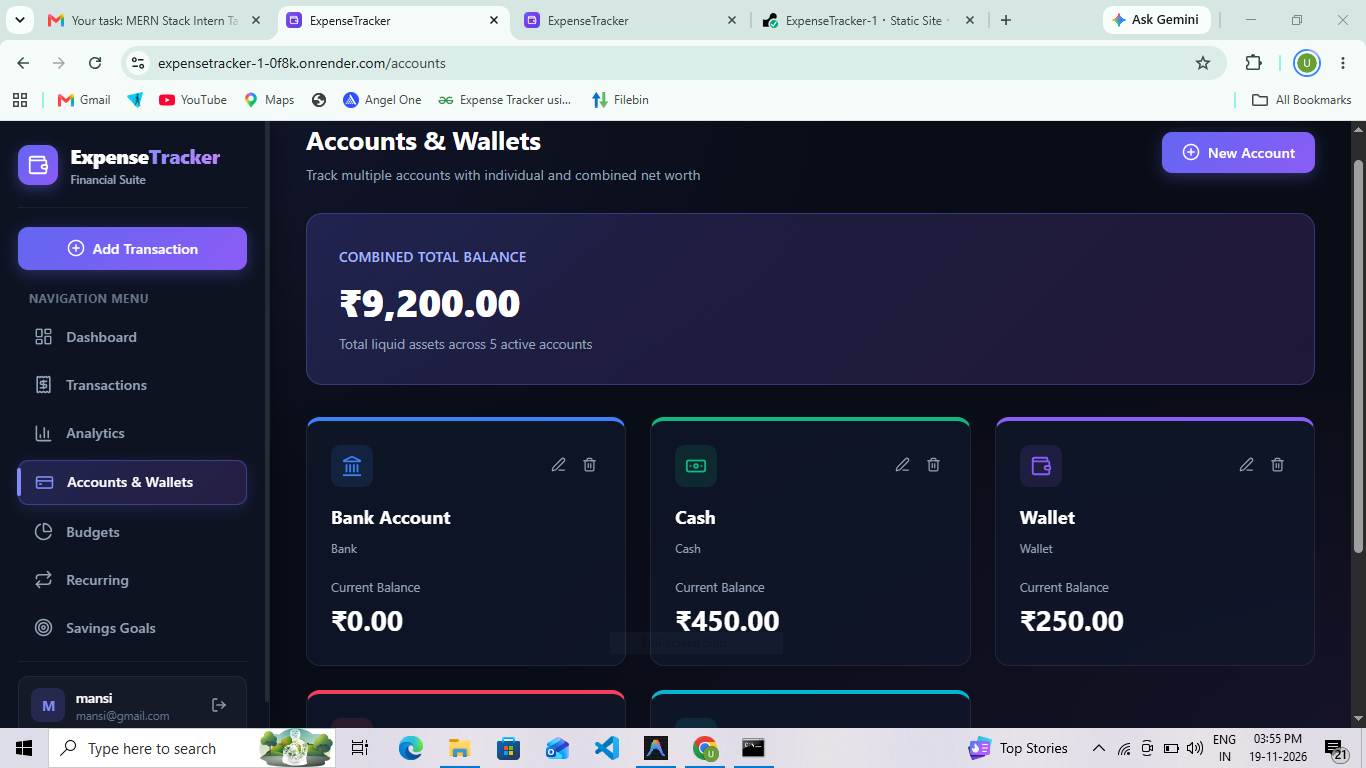 Your task: MERN Stack Intern Ta
ExpenseTracker
ExpenseTracker
ExpenseTracker-1 · Static Site ·
Ask Gemini
expensetracker-1-0f8k.onrender.com/accounts
U
Gmail
YouTube
Maps
Angel One
Expense Tracker usi...
Filebin
All Bookmarks
ExpenseTracker
Financial Suite
Add Transaction
NAVIGATION MENU
Dashboard
Transactions
Analytics
Accounts & Wallets
Budgets
Recurring
Savings Goals
M
mansi
mansi@gmail.com
Accounts & Wallets
Track multiple accounts with individual and combined net worth
New Account
COMBINED TOTAL BALANCE
₹9,200.00
Total liquid assets across 5 active accounts
Bank Account
Bank
Current Balance
₹0.00
Cash
Cash
Current Balance
₹450.00
Wallet
Wallet
Current Balance
₹250.00
Type here to search
Top Stories
ENG
IN
03:55 PM
19-11-2026
21